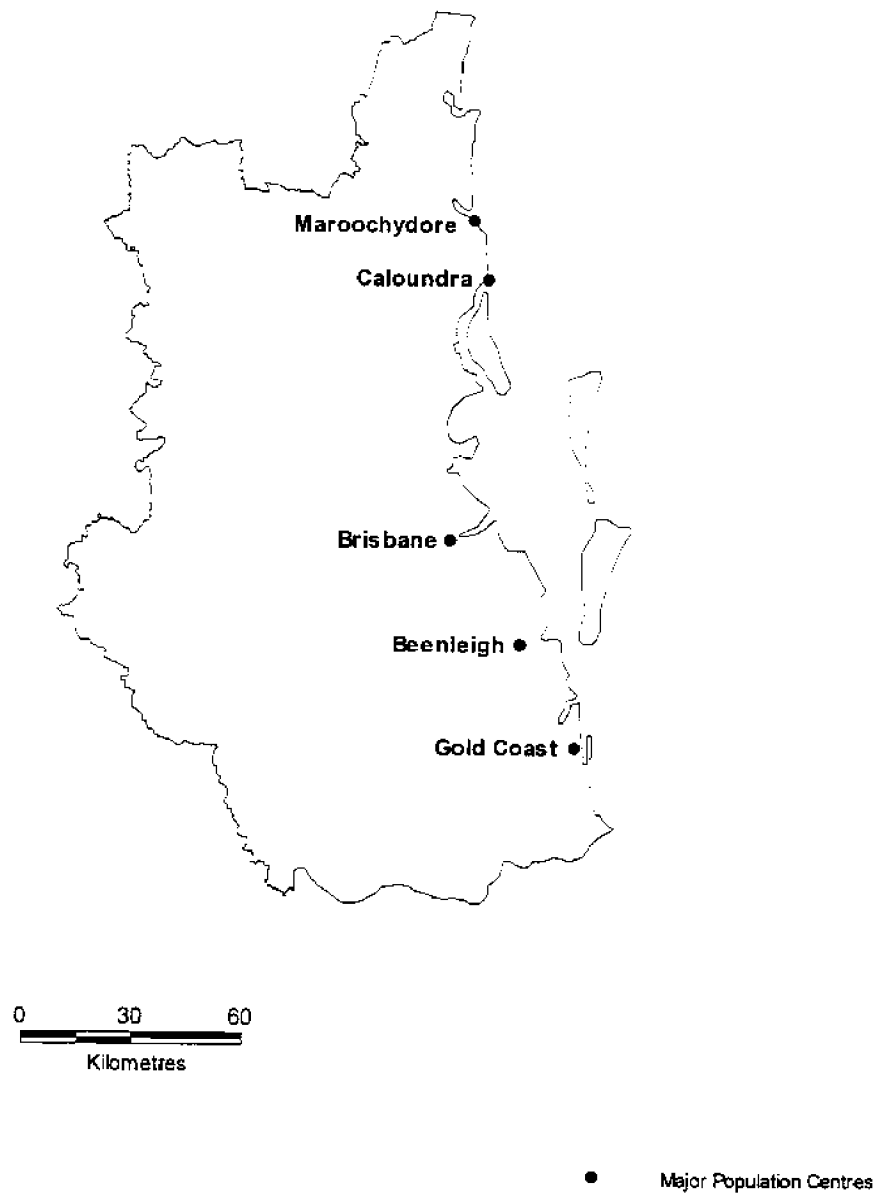 Maroochydore
Caloundra
Brisbane
Beenleigh
Gold Coast
0 30 60
Kilometres
Major Population Centres